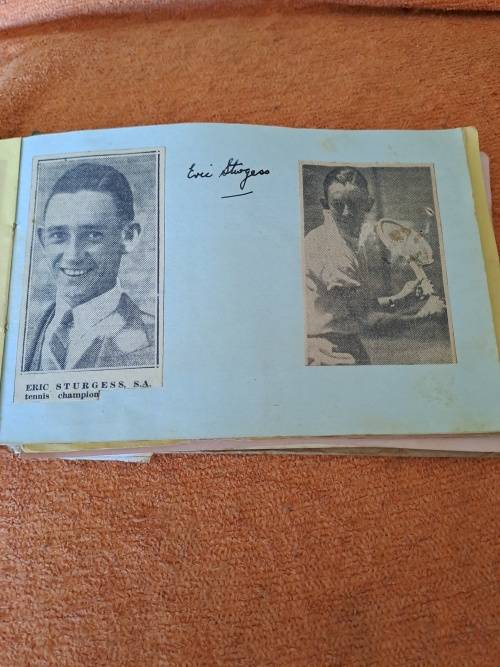 Eric Sturgess
ERIC STURGESS, S.A.
tennis champion